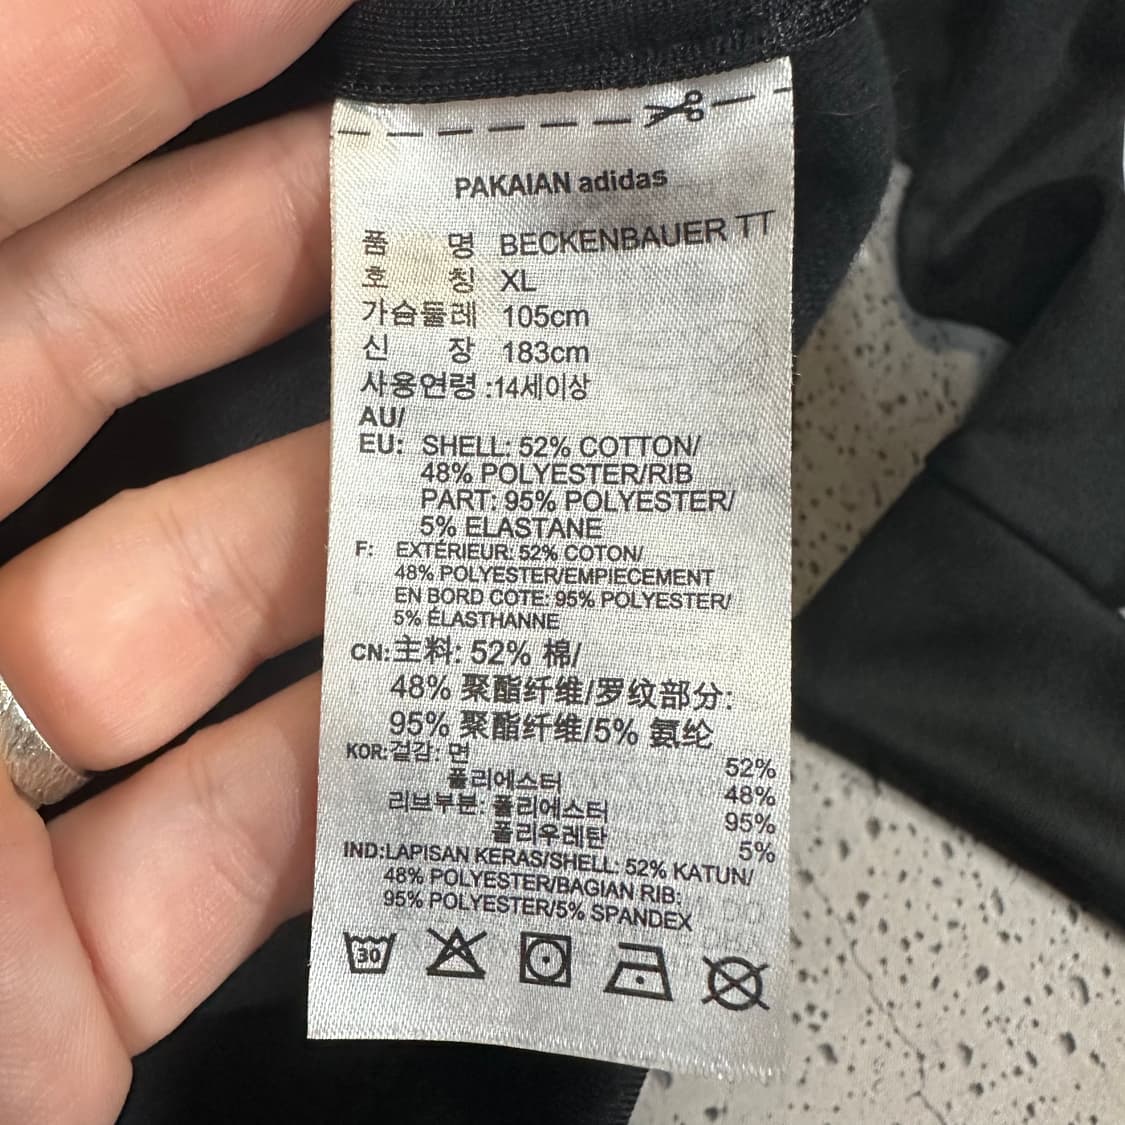 PAKAIAN adidas
품 명 BECKENBAUER TT
호 칭 XL
가슴둘레 105cm
신 장 183cm
사용연령 :14세이상
AU/
EU: SHELL: 52% COTTON/
48% POLYESTER/RIB
PART: 95% POLYESTER/
5% ELASTANE
F: EXTÉRIEUR: 52% COTON/
48% POLYESTER/EMPIECEMENT
EN BORD COTE: 95% POLYESTER/
5% ÉLASTHANNE
CN:主料: 52% 棉/
48% 聚酯纤维/罗纹部分:
95% 聚酯纤维/5% 氨纶
KOR:겉감: 면 52%
폴리에스터 48%
리브부분: 폴리에스터 95%
폴리우레탄 5%
IND:LAPISAN KERAS/SHELL: 52% KATUN/
48% POLYESTER/BAGIAN RIB:
95% POLYESTER/5% SPANDEX
30